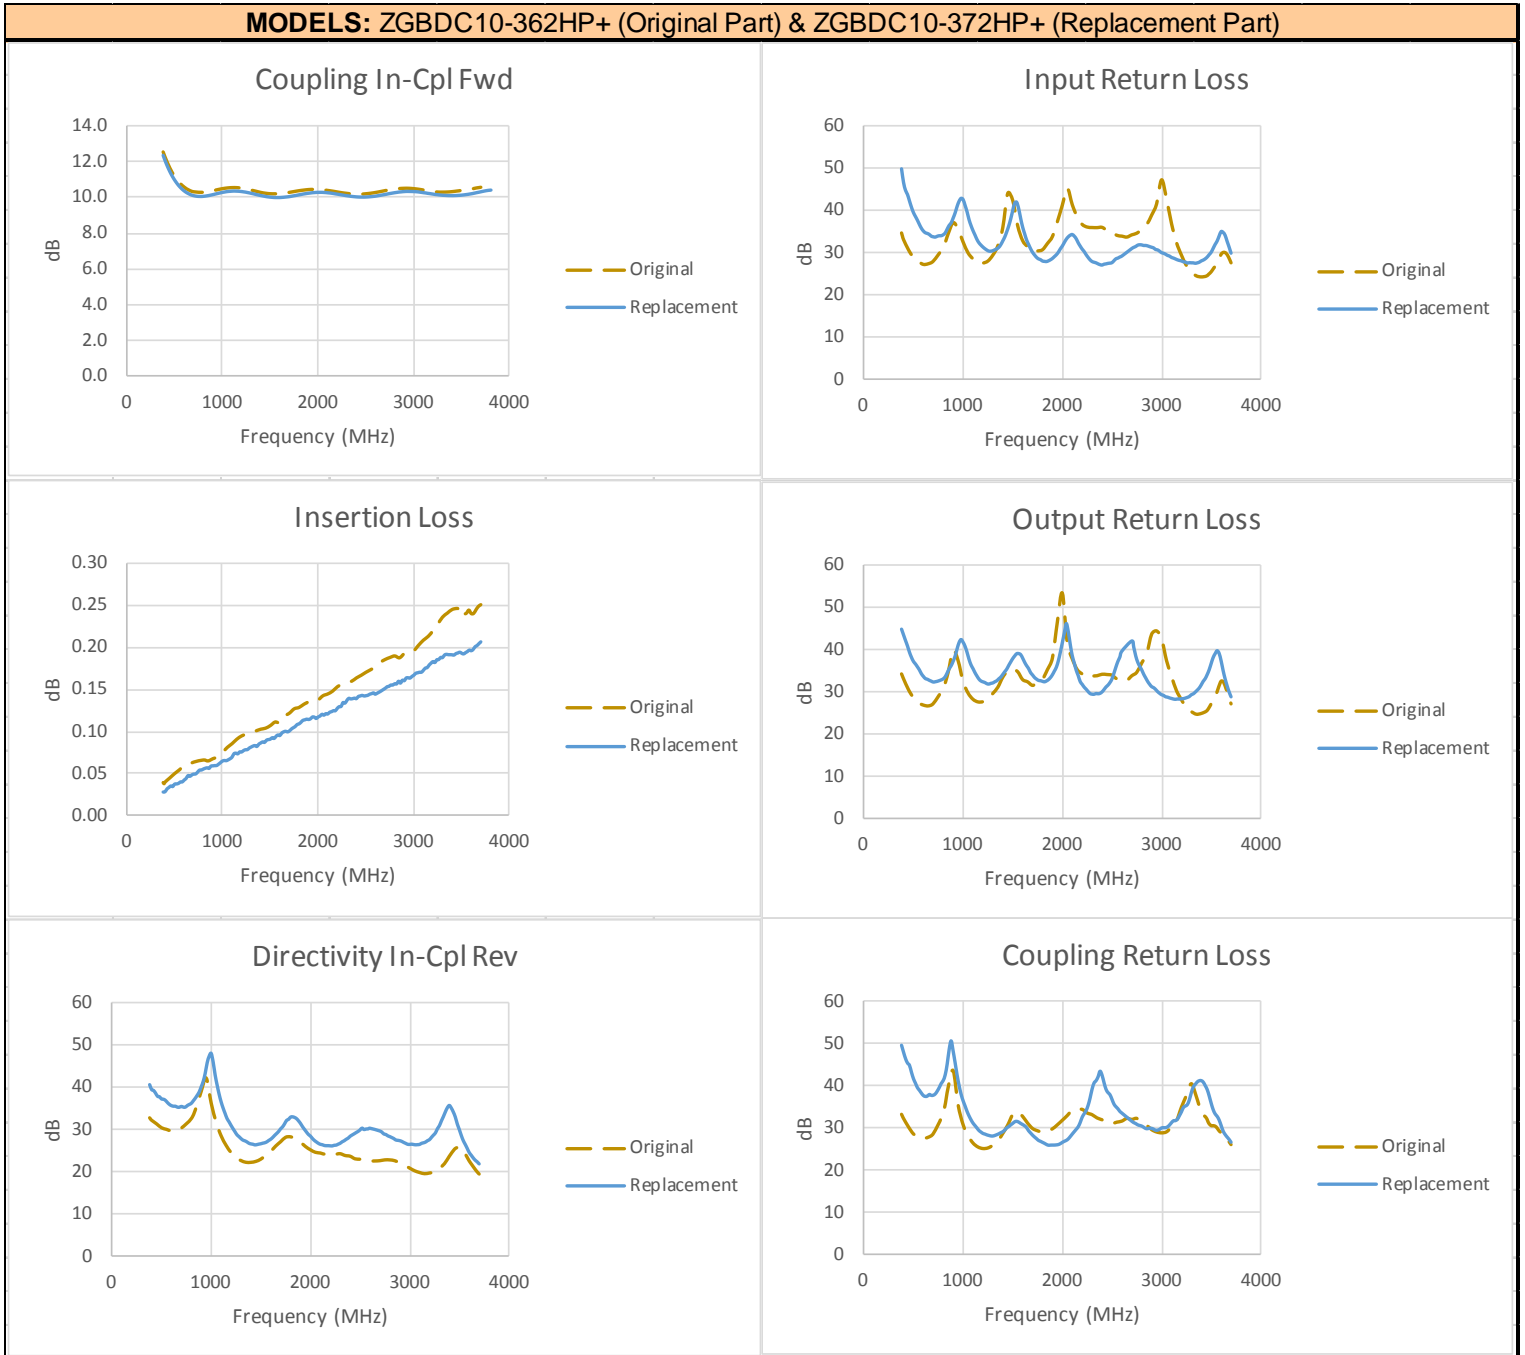 MODELS: ZGBDC10-362HP+ (Original Part) & ZGBDC10-372HP+ (Replacement Part)
Coupling In-Cpl Fwd
14.0
12.0
10.0
8.0
6.0
4.0
2.0
0.0
dB
0 1000 2000 3000 4000
Frequency (MHz)
Original
Replacement
Input Return Loss
60
50
40
30
20
10
0
dB
0 1000 2000 3000 4000
Frequency (MHz)
Original
Replacement
Insertion Loss
0.30
0.25
0.20
0.15
0.10
0.05
0.00
dB
0 1000 2000 3000 4000
Frequency (MHz)
Original
Replacement
Output Return Loss
60
50
40
30
20
10
0
dB
0 1000 2000 3000 4000
Frequency (MHz)
Original
Replacement
Directivity In-Cpl Rev
60
50
40
30
20
10
0
dB
0 1000 2000 3000 4000
Frequency (MHz)
Original
Replacement
Coupling Return Loss
60
50
40
30
20
10
0
dB
0 1000 2000 3000 4000
Frequency (MHz)
Original
Replacement